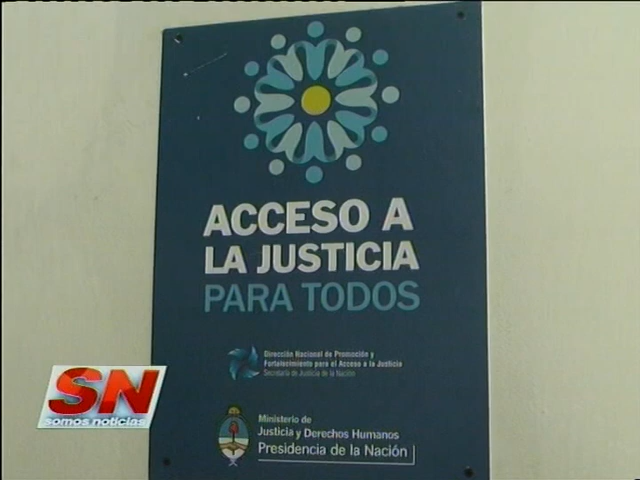 ACCESO A
LA JUSTICIA
PARA TODOS
Dirección Nacional de Promoción y
Fortalecimiento para el Acceso a la Justicia
Secretaría de Justicia de la Nación
Ministerio de
Justicia y Derechos Humanos
Presidencia de la Nación
SN
somos noticias